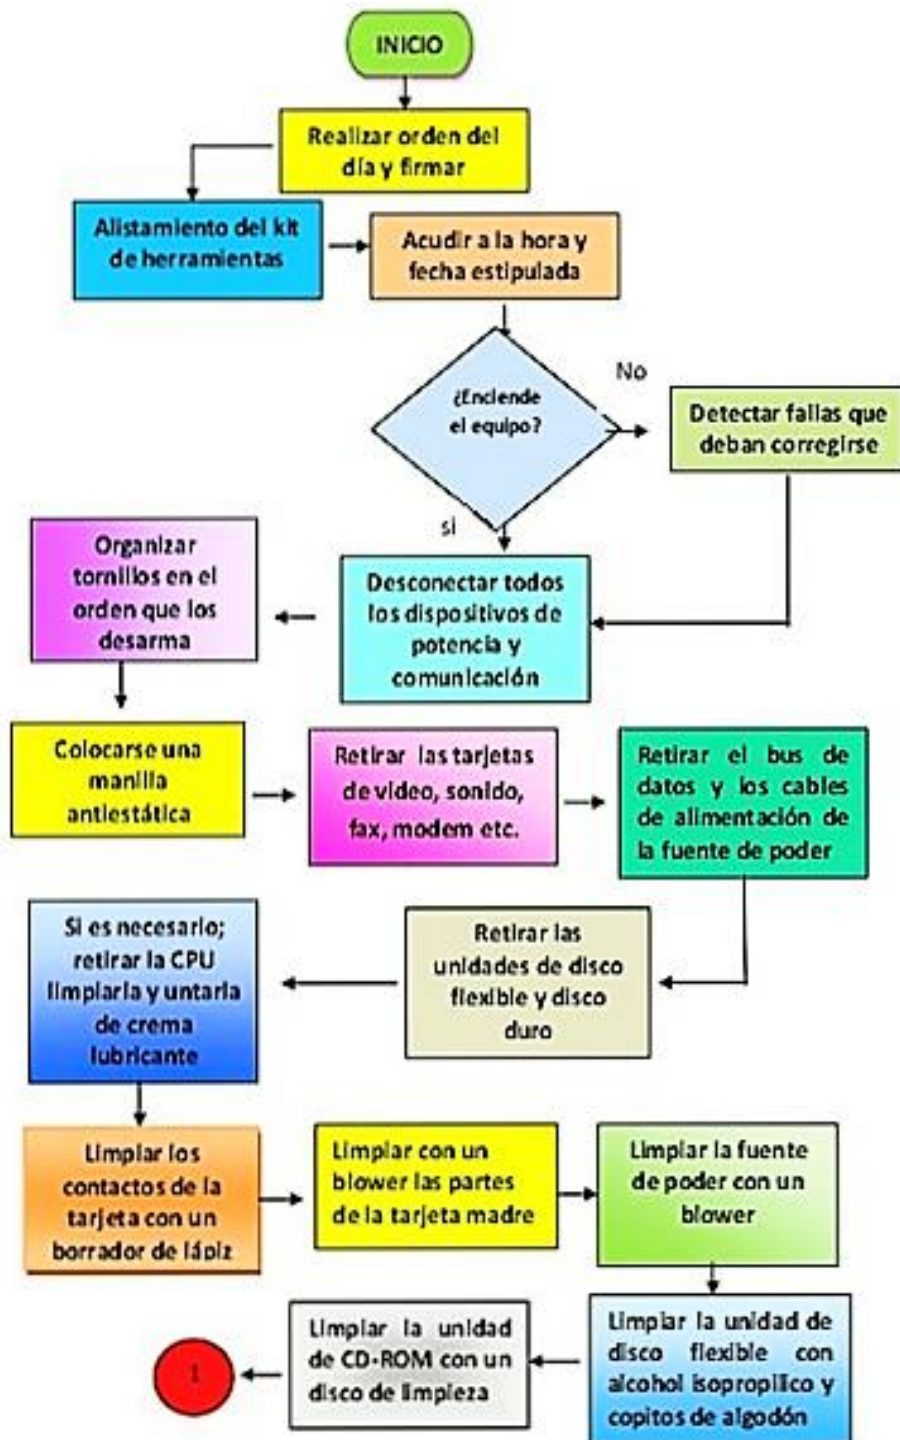 INICIO
Realizar orden del
día y firmar
Alistamiento del kit
de herramientas
Acudir a la hora y
fecha estipulada
¿Enciende
el equipo?
No
Detectar fallas que
deban corregirse
si
Desconectar todos
los dispositivos de
potencia y
comunicación
Organizar
tornillos en el
orden que los
desarma
Colocarse una
manilla
antiestática
Retirar las tarjetas
de video, sonido,
fax, modem etc.
Retirar el bus de
datos y los cables
de alimentación de
la fuente de poder
Retirar las
unidades de disco
flexible y disco
duro
Si es necesario;
retirar la CPU
limpiarla y untarla
de crema
lubricante
Limpiar los
contactos de la
tarjeta con un
borrador de lápiz
Limpiar con un
blower las partes
de la tarjeta madre
Limpiar la fuente
de poder con un
blower
Limpiar la unidad de
disco flexible con
alcohol isopropilico y
copitos de algodón
Limpiar la unidad
de CD-ROM con un
disco de limpieza
1